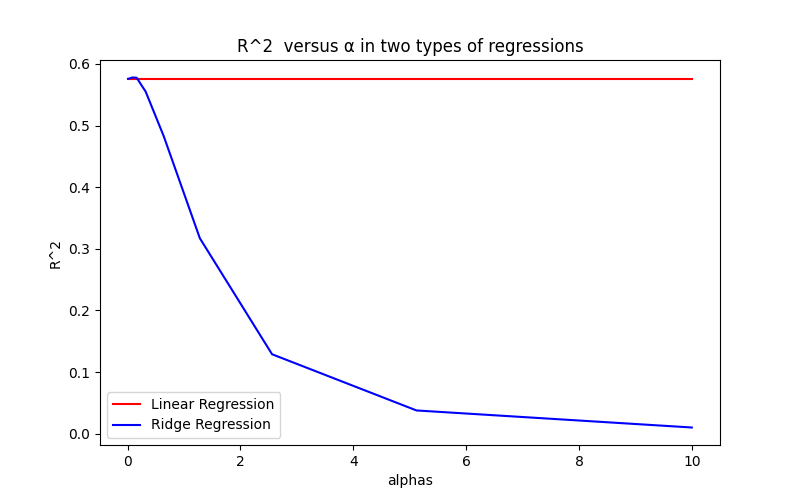 R^2  versus α in two types of regressions
0.6
0.5
0.4
0.3
0.2
0.1
0.0
R^2
Linear Regression
Ridge Regression
0
2
4
6
8
10
alphas